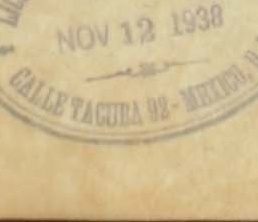 NOV 12 1938
CALLE TACUBA 92 - MEXICO, D.